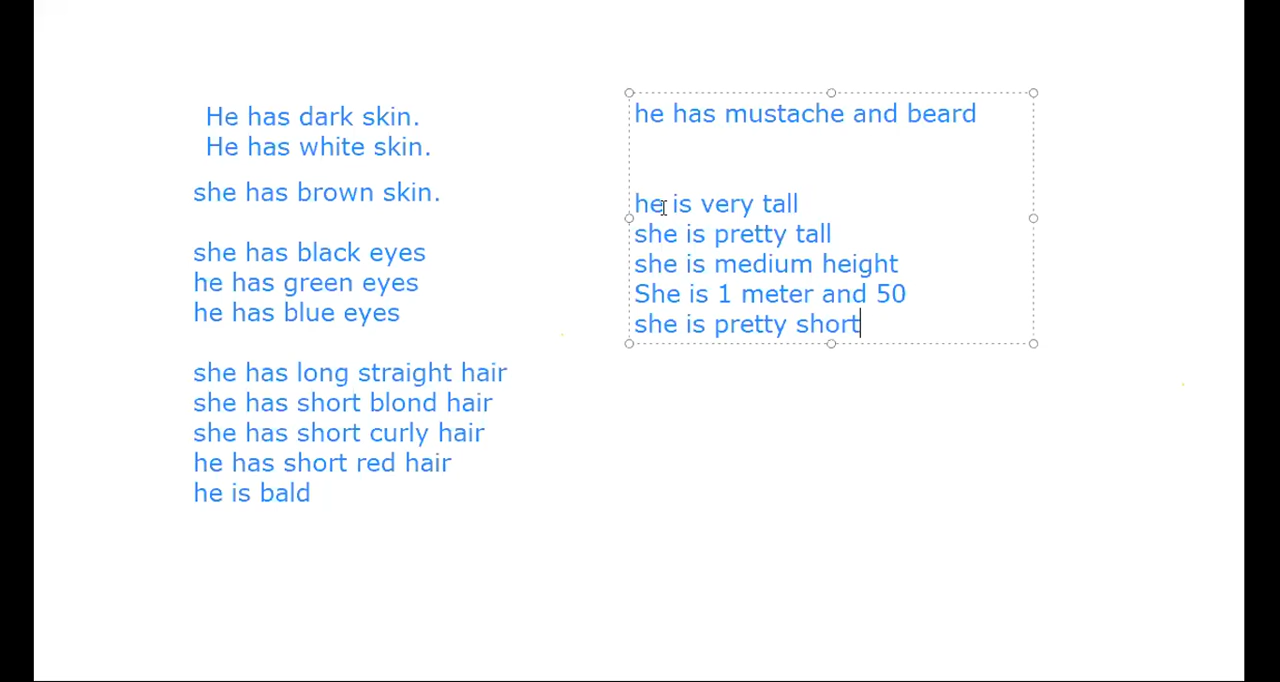 He has dark skin.
He has white skin.
she has brown skin.
she has black eyes
he has green eyes
he has blue eyes
she has long straight hair
she has short blond hair
she has short curly hair
he has short red hair
he is bald
he has mustache and beard
he is very tall
she is pretty tall
she is medium height
She is 1 meter and 50
she is pretty short